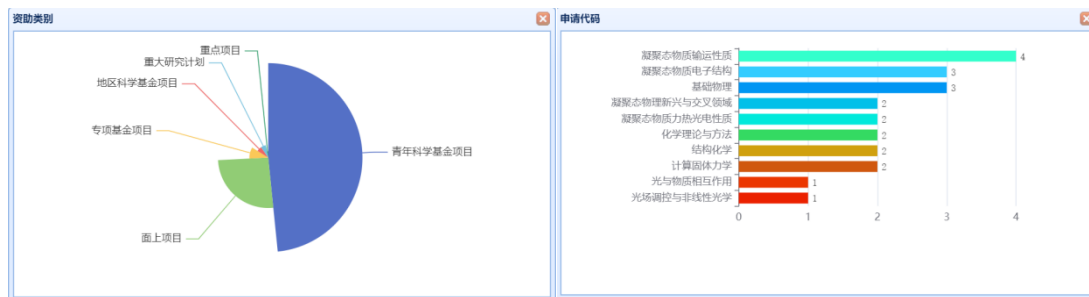 资助类别
重点项目
重大研究计划
地区科学基金项目
专项基金项目
青年科学基金项目
面上项目
申请代码
凝聚态物质输运性质
4
凝聚态物质电子结构
3
基础物理
3
凝聚态物理新兴与交叉领域
2
凝聚态物质力热光电性质
2
化学理论与方法
2
结构化学
2
计算固体力学
2
光与物质相互作用
1
光场调控与非线性光学
1
0 1 2 3 4